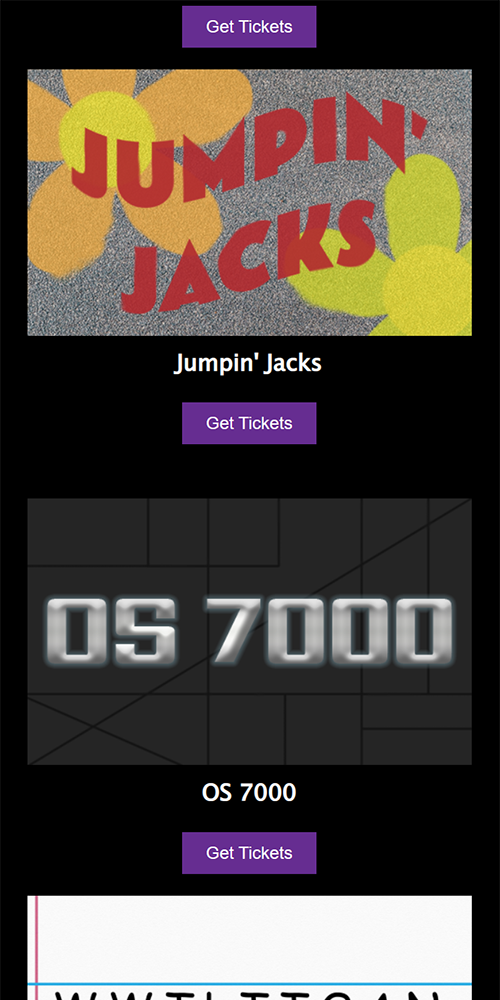 Get Tickets
JUMPIN'
JACKS
Jumpin' Jacks
Get Tickets
OS 7000
OS 7000
Get Tickets